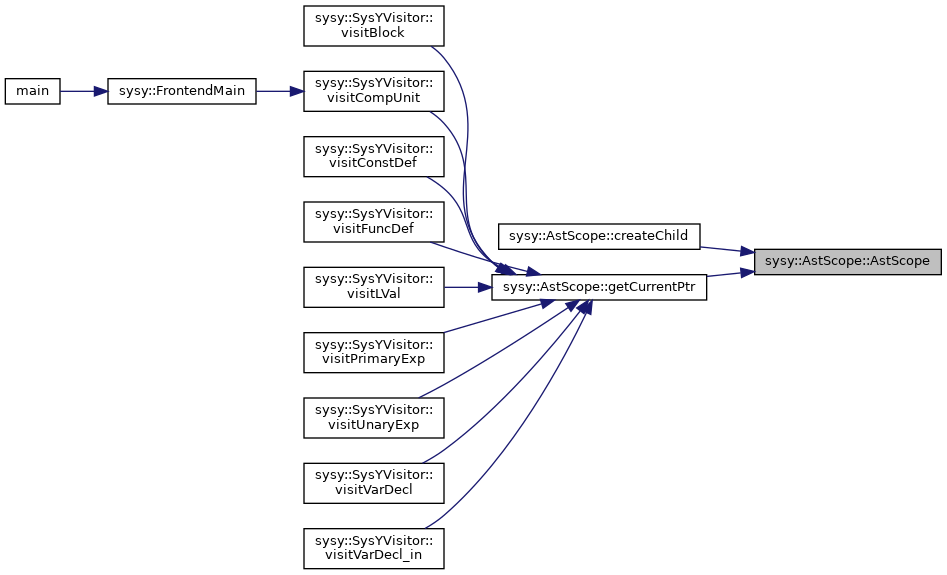 main
sysy::FrontendMain
sysy::SysYVisitor::
visitBlock
sysy::SysYVisitor::
visitCompUnit
sysy::SysYVisitor::
visitConstDef
sysy::SysYVisitor::
visitFuncDef
sysy::SysYVisitor::
visitLVal
sysy::SysYVisitor::
visitPrimaryExp
sysy::SysYVisitor::
visitUnaryExp
sysy::SysYVisitor::
visitVarDecl
sysy::SysYVisitor::
visitVarDecl_in
sysy::AstScope::createChild
sysy::AstScope::getCurrentPtr
sysy::AstScope::AstScope